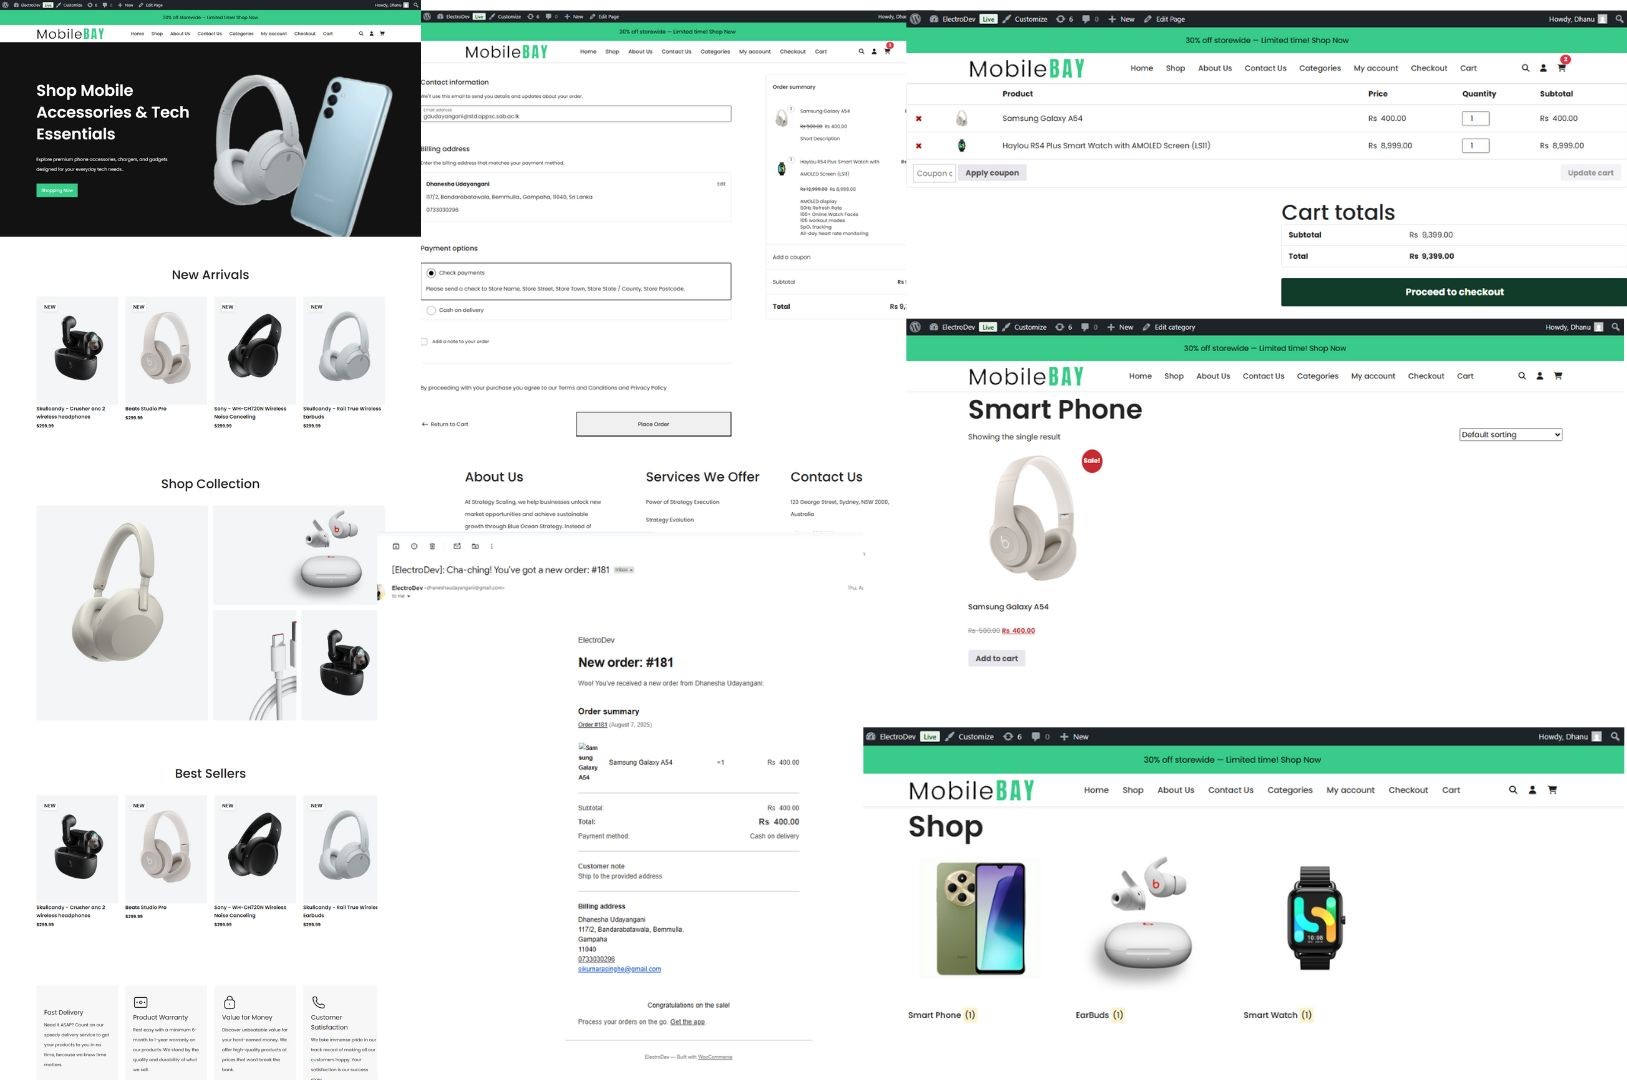 ElectroDev Live Customize 6 0 New Edit Page Howdy, Dhanu
30% off storewide — Limited time! Shop Now
MobileBAY Home Shop About Us Contact Us Categories My account Checkout Cart
Shop Mobile
Accessories & Tech
Essentials
Explore premium phone accessories, chargers, and gadgets
designed for your everyday tech needs..
Shopping Now
New Arrivals
NEW NEW NEW NEW
Skullcandy - Crusher anc 2 Beats Studio Pro Sony - WH-CH720N Wireless Skullcandy - Rail True Wireless
wireless headphones $299.99 Noise Canceling Earbuds
$299.99 $299.99 $299.99
Shop Collection
Best Sellers
NEW NEW NEW
Skullcandy - Crusher anc 2 Beats Studio Pro Sony - WH-CH720N Wireless Skullcandy - Rail True Wireles
wireless headphones $299.99 Noise Canceling Earbuds
$299.99 $299.99 $299.99
Fast Delivery
Need it ASAP? Count on our
speedy delivery service to get
your products to you in no
time, because we know time
matters.
Product Warranty
Rest easy with a minimum 6-
month to 1-year warranty on
our products. We stand by the
quality and durability of what
we sell.
Value for Money
Discover unbeatable value for
your hard-earned money. We
offer high-quality products at
prices that won't break the
bank.
Customer
Satisfaction
We take immense pride in our
track record of making all our
customers happy. Your
satisfaction is our success
ElectroDev Live Customize 6 0 New Edit Page Howdy, Dha
30% off storewide — Limited time! Shop Now
MobileBAY Home Shop About Us Contact Us Categories My account Checkout Cart
Contact information
We'll use this email to send you details and updates about your order.
Email address
gdudayangani@std.appsc.sab.ac.lk
Billing address
Enter the billing address that matches your payment method.
Dhanesha Udayangani Edit
117/2, Bandarabatawala, Bemmulla., Gampaha, 11040, Sri Lanka
0733030296
Payment options
Check payments
Please send a check to Store Name, Store Street, Store Town, Store State / County, Store Postcode.
Cash on delivery
Add a note to your order
By proceeding with your purchase you agree to our Terms and Conditions and Privacy Policy
Return to Cart Place Order
Order summary
1 Samsung Galaxy A54
Rs 500.00 Rs 400.00
Short Description
1 Haylou RS4 Plus Smart Watch with
AMOLED Screen (LS11)
Rs 12,999.00 Rs 8,999.00
AMOLED display
60Hz Refresh Rate
100+ Online Watch Faces
105 workout modes
SpO₂ tracking
All-day heart rate monitoring
Add a coupon
Subtotal Rs
Total Rs 9,
About Us Services We Offer Contact Us
At Strategy Scaling, we help businesses unlock new Power of Strategy Execution 123 George Street, Sydney, NSW 2000,
market opportunities and achieve sustainable Australia
growth through Blue Ocean Strategy. Instead of Strategy Evolution
[ElectroDev]: Cha-ching! You've got a new order: #181 Inbox ×
ElectroDev <dhaneshaudayangani@gmail.com>
to me
ElectroDev
New order: #181
Woo! You've received a new order from Dhanesha Udayangani:
Order summary
Order #181 (August 7, 2025)
Sam
sung
Galaxy
A54
Samsung Galaxy A54 ×1 Rs 400.00
Subtotal: Rs 400.00
Total: Rs 400.00
Payment method: Cash on delivery
Customer note
Ship to the provided address
Billing address
Dhanesha Udayangani
117/2, Bandarabatawala, Bemmulla.
Gampaha
11040
0733030296
sikumarasinghe@gmail.com
Congratulations on the sale!
Process your orders on the go. Get the app.
ElectroDev — Built with WooCommerce
ElectroDev Live Customize 6 0 New Edit Page Howdy, Dhanu
30% off storewide — Limited time! Shop Now
MobileBAY Home Shop About Us Contact Us Categories My account Checkout Cart 2
Product Price Quantity Subtotal
Samsung Galaxy A54 Rs 400.00 1 Rs 400.00
Haylou RS4 Plus Smart Watch with AMOLED Screen (LS11) Rs 8,999.00 1 Rs 8,999.00
Coupon c Apply coupon Update cart
Cart totals
Subtotal Rs 9,399.00
Total Rs 9,399.00
Proceed to checkout
ElectroDev Live Customize 6 0 New Edit category Howdy, Dhanu
30% off storewide — Limited time! Shop Now
MobileBAY Home Shop About Us Contact Us Categories My account Checkout Cart
Smart Phone
Showing the single result Default sorting
Sale!
Samsung Galaxy A54
Rs 500.00 Rs 400.00
Add to cart
ElectroDev Live Customize 6 0 New Howdy, Dhanu
30% off storewide — Limited time! Shop Now
MobileBAY Home Shop About Us Contact Us Categories My account Checkout Cart
Shop
Smart Phone (1) EarBuds (1) Smart Watch (1)